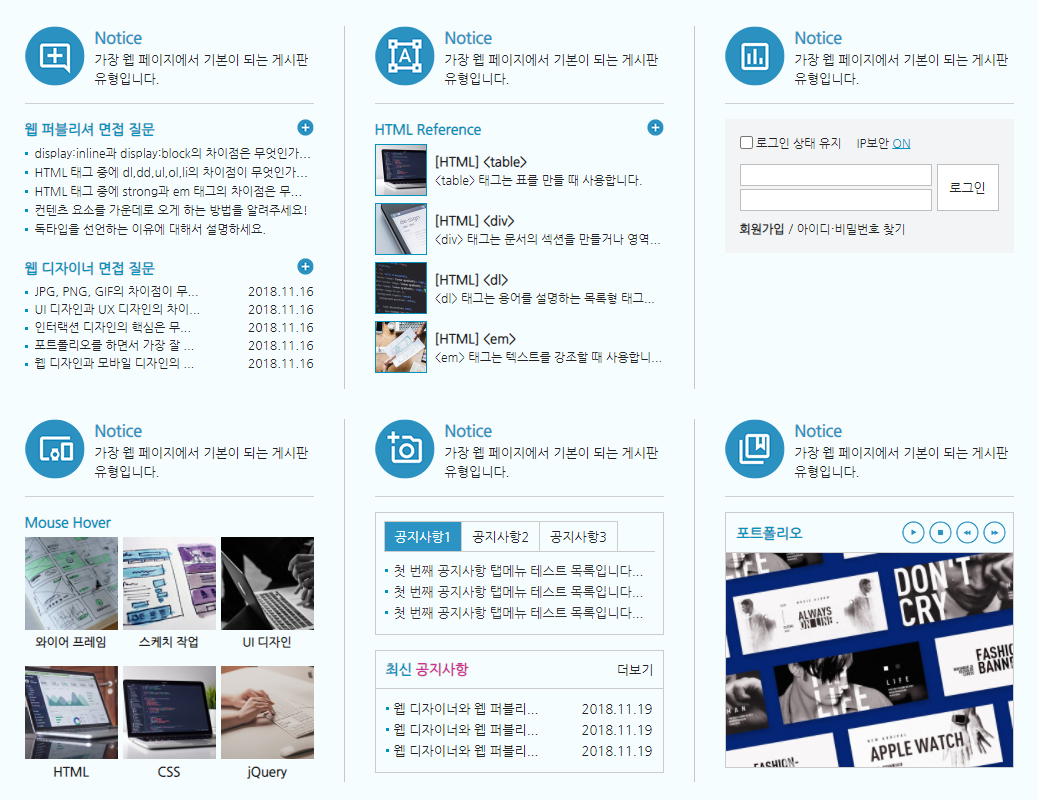 Notice
가장 웹 페이지에서 기본이 되는 게시판
유형입니다.
웹 퍼블리셔 면접 질문
display:inline과 display:block의 차이점은 무엇인가...
HTML 태그 중에 dl,dd,ul,ol,li의 차이점이 무엇인가...
HTML 태그 중에 strong과 em 태그의 차이점은 무...
컨텐츠 요소를 가운데로 오게 하는 방법을 알려주세요!
독타입을 선언하는 이유에 대해서 설명하세요.
웹 디자이너 면접 질문
JPG, PNG, GIF의 차이점이 무... 2018.11.16
UI 디자인과 UX 디자인의 차이... 2018.11.16
인터랙션 디자인의 핵심은 무... 2018.11.16
포트폴리오를 하면서 가장 잘 ... 2018.11.16
웹 디자인과 모바일 디자인의 ... 2018.11.16
A
Notice
가장 웹 페이지에서 기본이 되는 게시판
유형입니다.
HTML Reference
[HTML] <table>
<table> 태그는 표를 만들 때 사용합니다.
[HTML] <div>
<div> 태그는 문서의 섹션을 만들거나 영역...
[HTML] <dl>
<dl> 태그는 용어를 설명하는 목록형 태그...
[HTML] <em>
<em> 태그는 텍스트를 강조할 때 사용합니...
Notice
가장 웹 페이지에서 기본이 되는 게시판
유형입니다.
로그인 상태 유지 IP보안 ON
로그인
회원가입 / 아이디·비밀번호 찾기
Notice
가장 웹 페이지에서 기본이 되는 게시판
유형입니다.
Mouse Hover
와이어 프레임 스케치 작업 UI 디자인
HTML CSS jQuery
Notice
가장 웹 페이지에서 기본이 되는 게시판
유형입니다.
공지사항1 공지사항2 공지사항3
첫 번째 공지사항 탭메뉴 테스트 목록입니다...
첫 번째 공지사항 탭메뉴 테스트 목록입니다...
첫 번째 공지사항 탭메뉴 테스트 목록입니다...
최신 공지사항 더보기
웹 디자이너와 웹 퍼블리... 2018.11.19
웹 디자이너와 웹 퍼블리... 2018.11.19
웹 디자이너와 웹 퍼블리... 2018.11.19
Notice
가장 웹 페이지에서 기본이 되는 게시판
유형입니다.
포트폴리오
DON'T
CRY
MUSIC ALBUM
ALWAYS
ON:ONE.
FASHIO
BANNE
LIFE
LIFE
MAN
NEW ARRIVAL
APPLE WATCH
FASHION-